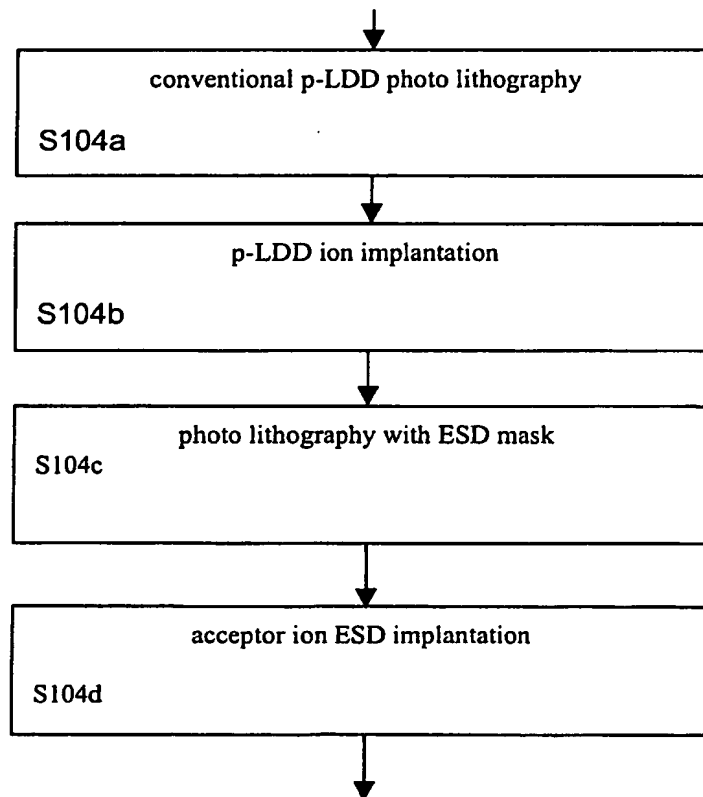 conventional p-LDD photo lithography
S104a
p-LDD ion implantation
S104b
photo lithography with ESD mask
S104c
acceptor ion ESD implantation
S104d